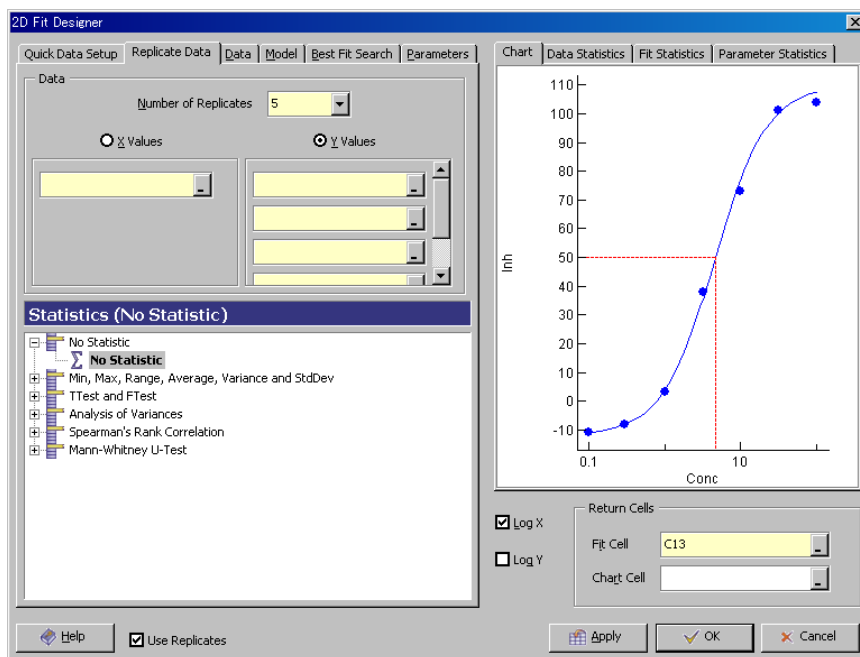 2D Fit Designer
Quick Data Setup Replicate Data Data Model Best Fit Search Parameters
Data
Number of Replicates 5
X Values Y Values
Statistics (No Statistic)
No Statistic
No Statistic
Min, Max, Range, Average, Variance and StdDev
TTest and FTest
Analysis of Variances
Spearman's Rank Correlation
Mann-Whitney U-Test
Help Use Replicates
Chart Data Statistics Fit Statistics Parameter Statistics
110
100
90
80
70
60
50
Inh
40
30
20
10
0
-10
0.1 10
Conc
Log X
Log Y
Return Cells
Fit Cell C13
Chart Cell
Apply OK Cancel